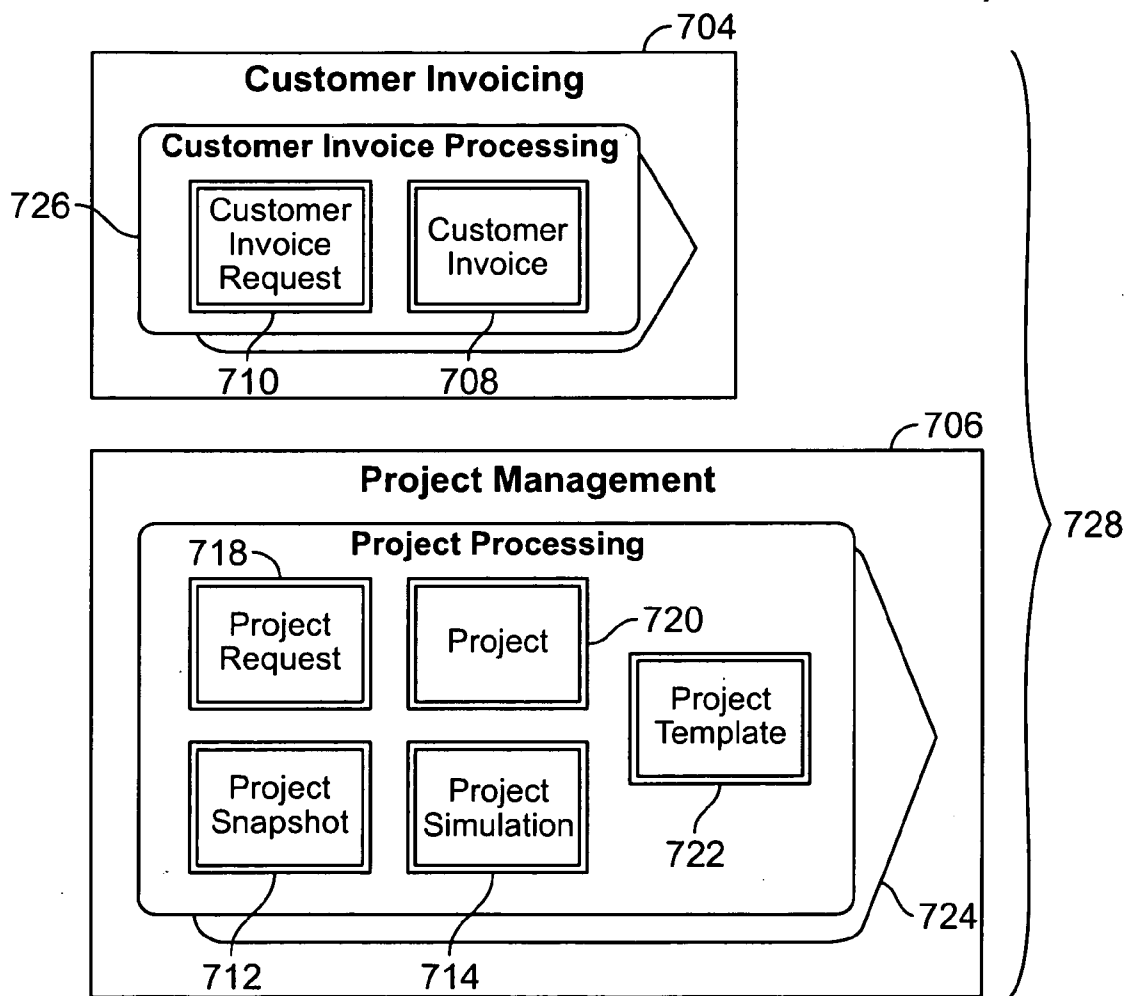 704
Customer Invoicing
Customer Invoice Processing
726
Customer
Invoice
Request
Customer
Invoice
710
708
706
Project Management
728
Project Processing
718
Project
Request
Project
720
Project
Template
Project
Snapshot
Project
Simulation
722
724
712
714